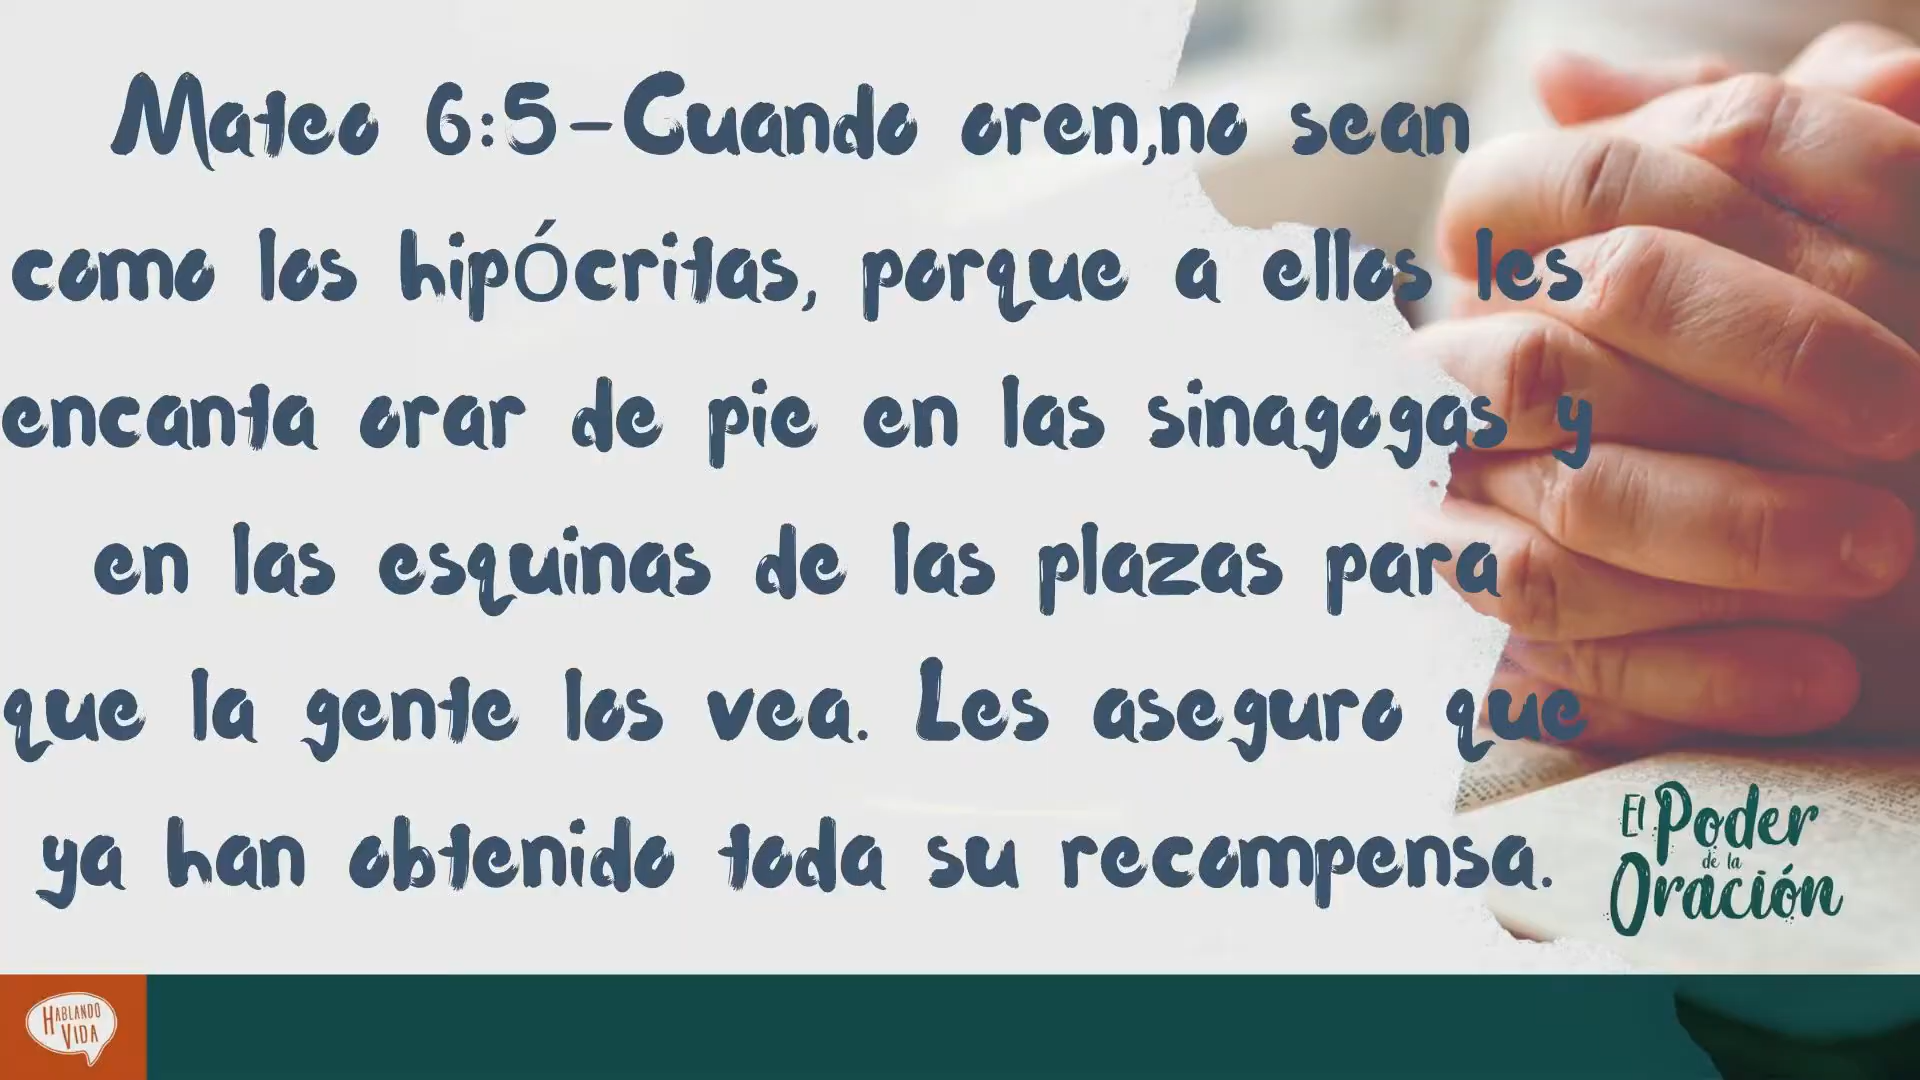 Mateo 6:5-Cuando oren,no sean
como los hipÓcritas, porque a ellos les
encanta orar de pie en las sinagogas y
en las esquinas de las plazas para
que la gente los vea. Les aseguro que
ya han obtenido toda su recompensa.
El Poder
de la
Oración
HABLANDO
VIDA